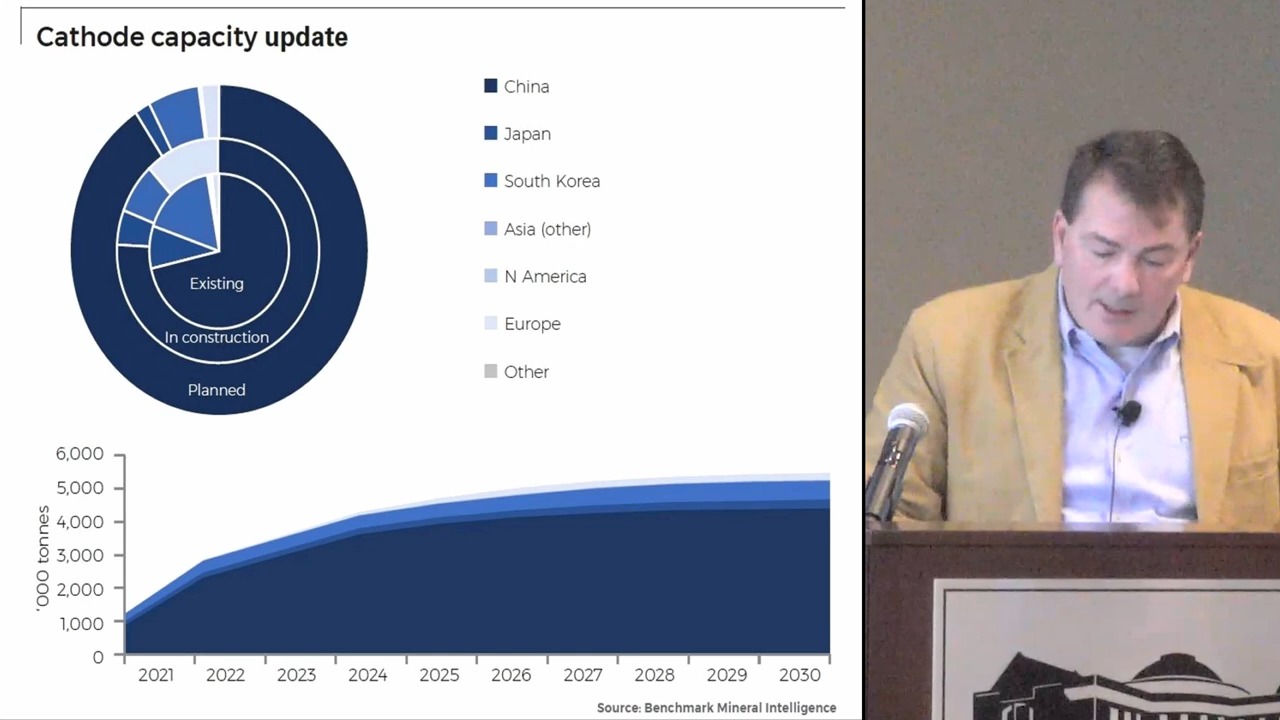 Cathode capacity update
China
Japan
South Korea
Asia (other)
N America
Europe
Other
Existing
In construction
Planned
6,000
5,000
4,000
3,000
2,000
1,000
0
'000 tonnes
2021 2022 2023 2024 2025 2026 2027 2028 2029 2030
Source: Benchmark Mineral Intelligence